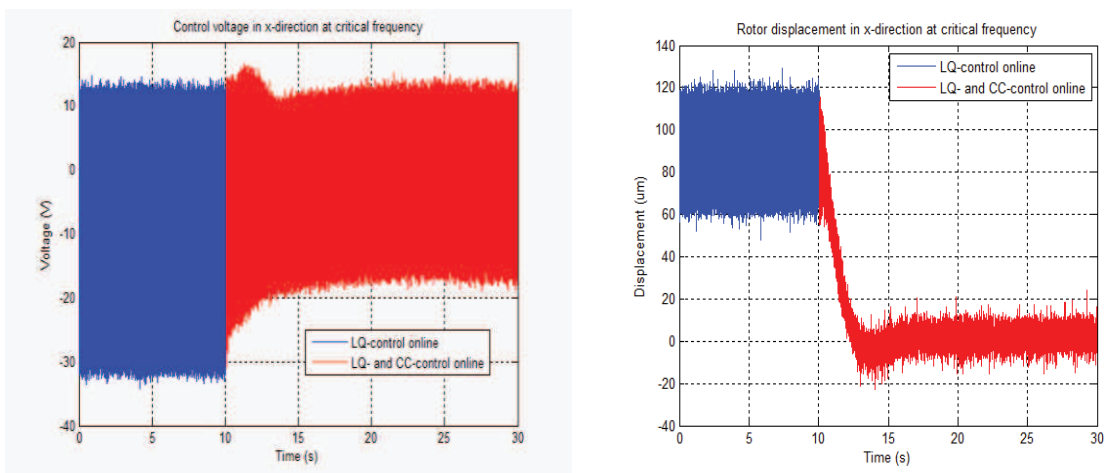 Control voltage in x-direction at critical frequency
20
10
0
-10
-20
-30
-40
Voltage (V)
LQ-control online
LQ- and CC-control online
0 5 10 15 20 25 30
Time (s)
Rotor displacement in x-direction at critical frequency
140
120
100
80
60
40
20
0
-20
-40
Displacement (um)
LQ-control online
LQ- and CC-control online
0 5 10 15 20 25 30
Time (s)